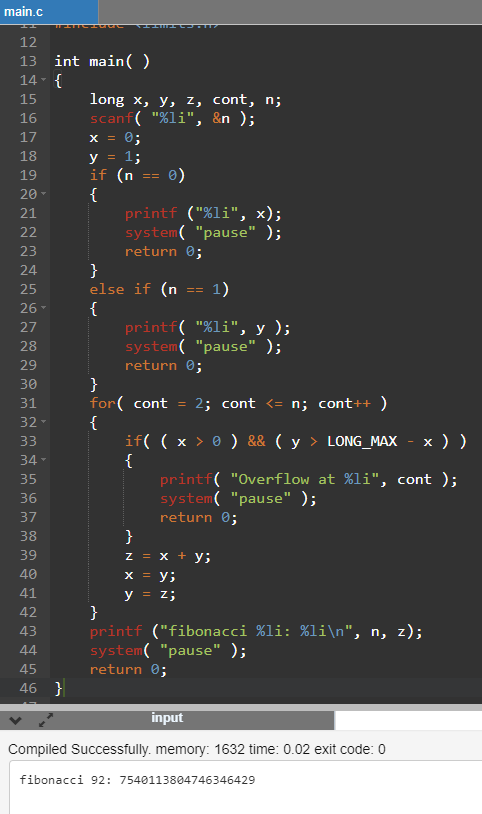 main.c
11 #include <limits.h>
12
13 int main( )
14 {
15 long x, y, z, cont, n;
16 scanf( "%li", &n );
17 x = 0;
18 y = 1;
19 if (n == 0)
20 {
21 printf ("%li", x);
22 system( "pause" );
23 return 0;
24 }
25 else if (n == 1)
26 {
27 printf( "%li", y );
28 system( "pause" );
29 return 0;
30 }
31 for( cont = 2; cont <= n; cont++ )
32 {
33 if( ( x > 0 ) && ( y > LONG_MAX - x ) )
34 {
35 printf( "Overflow at %li", cont );
36 system( "pause" );
37 return 0;
38 }
39 z = x + y;
40 x = y;
41 y = z;
42 }
43 printf ("fibonacci %li: %li\n", n, z);
44 system( "pause" );
45 return 0;
46 }
input
Compiled Successfully. memory: 1632 time: 0.02 exit code: 0
fibonacci 92: 7540113804746346429